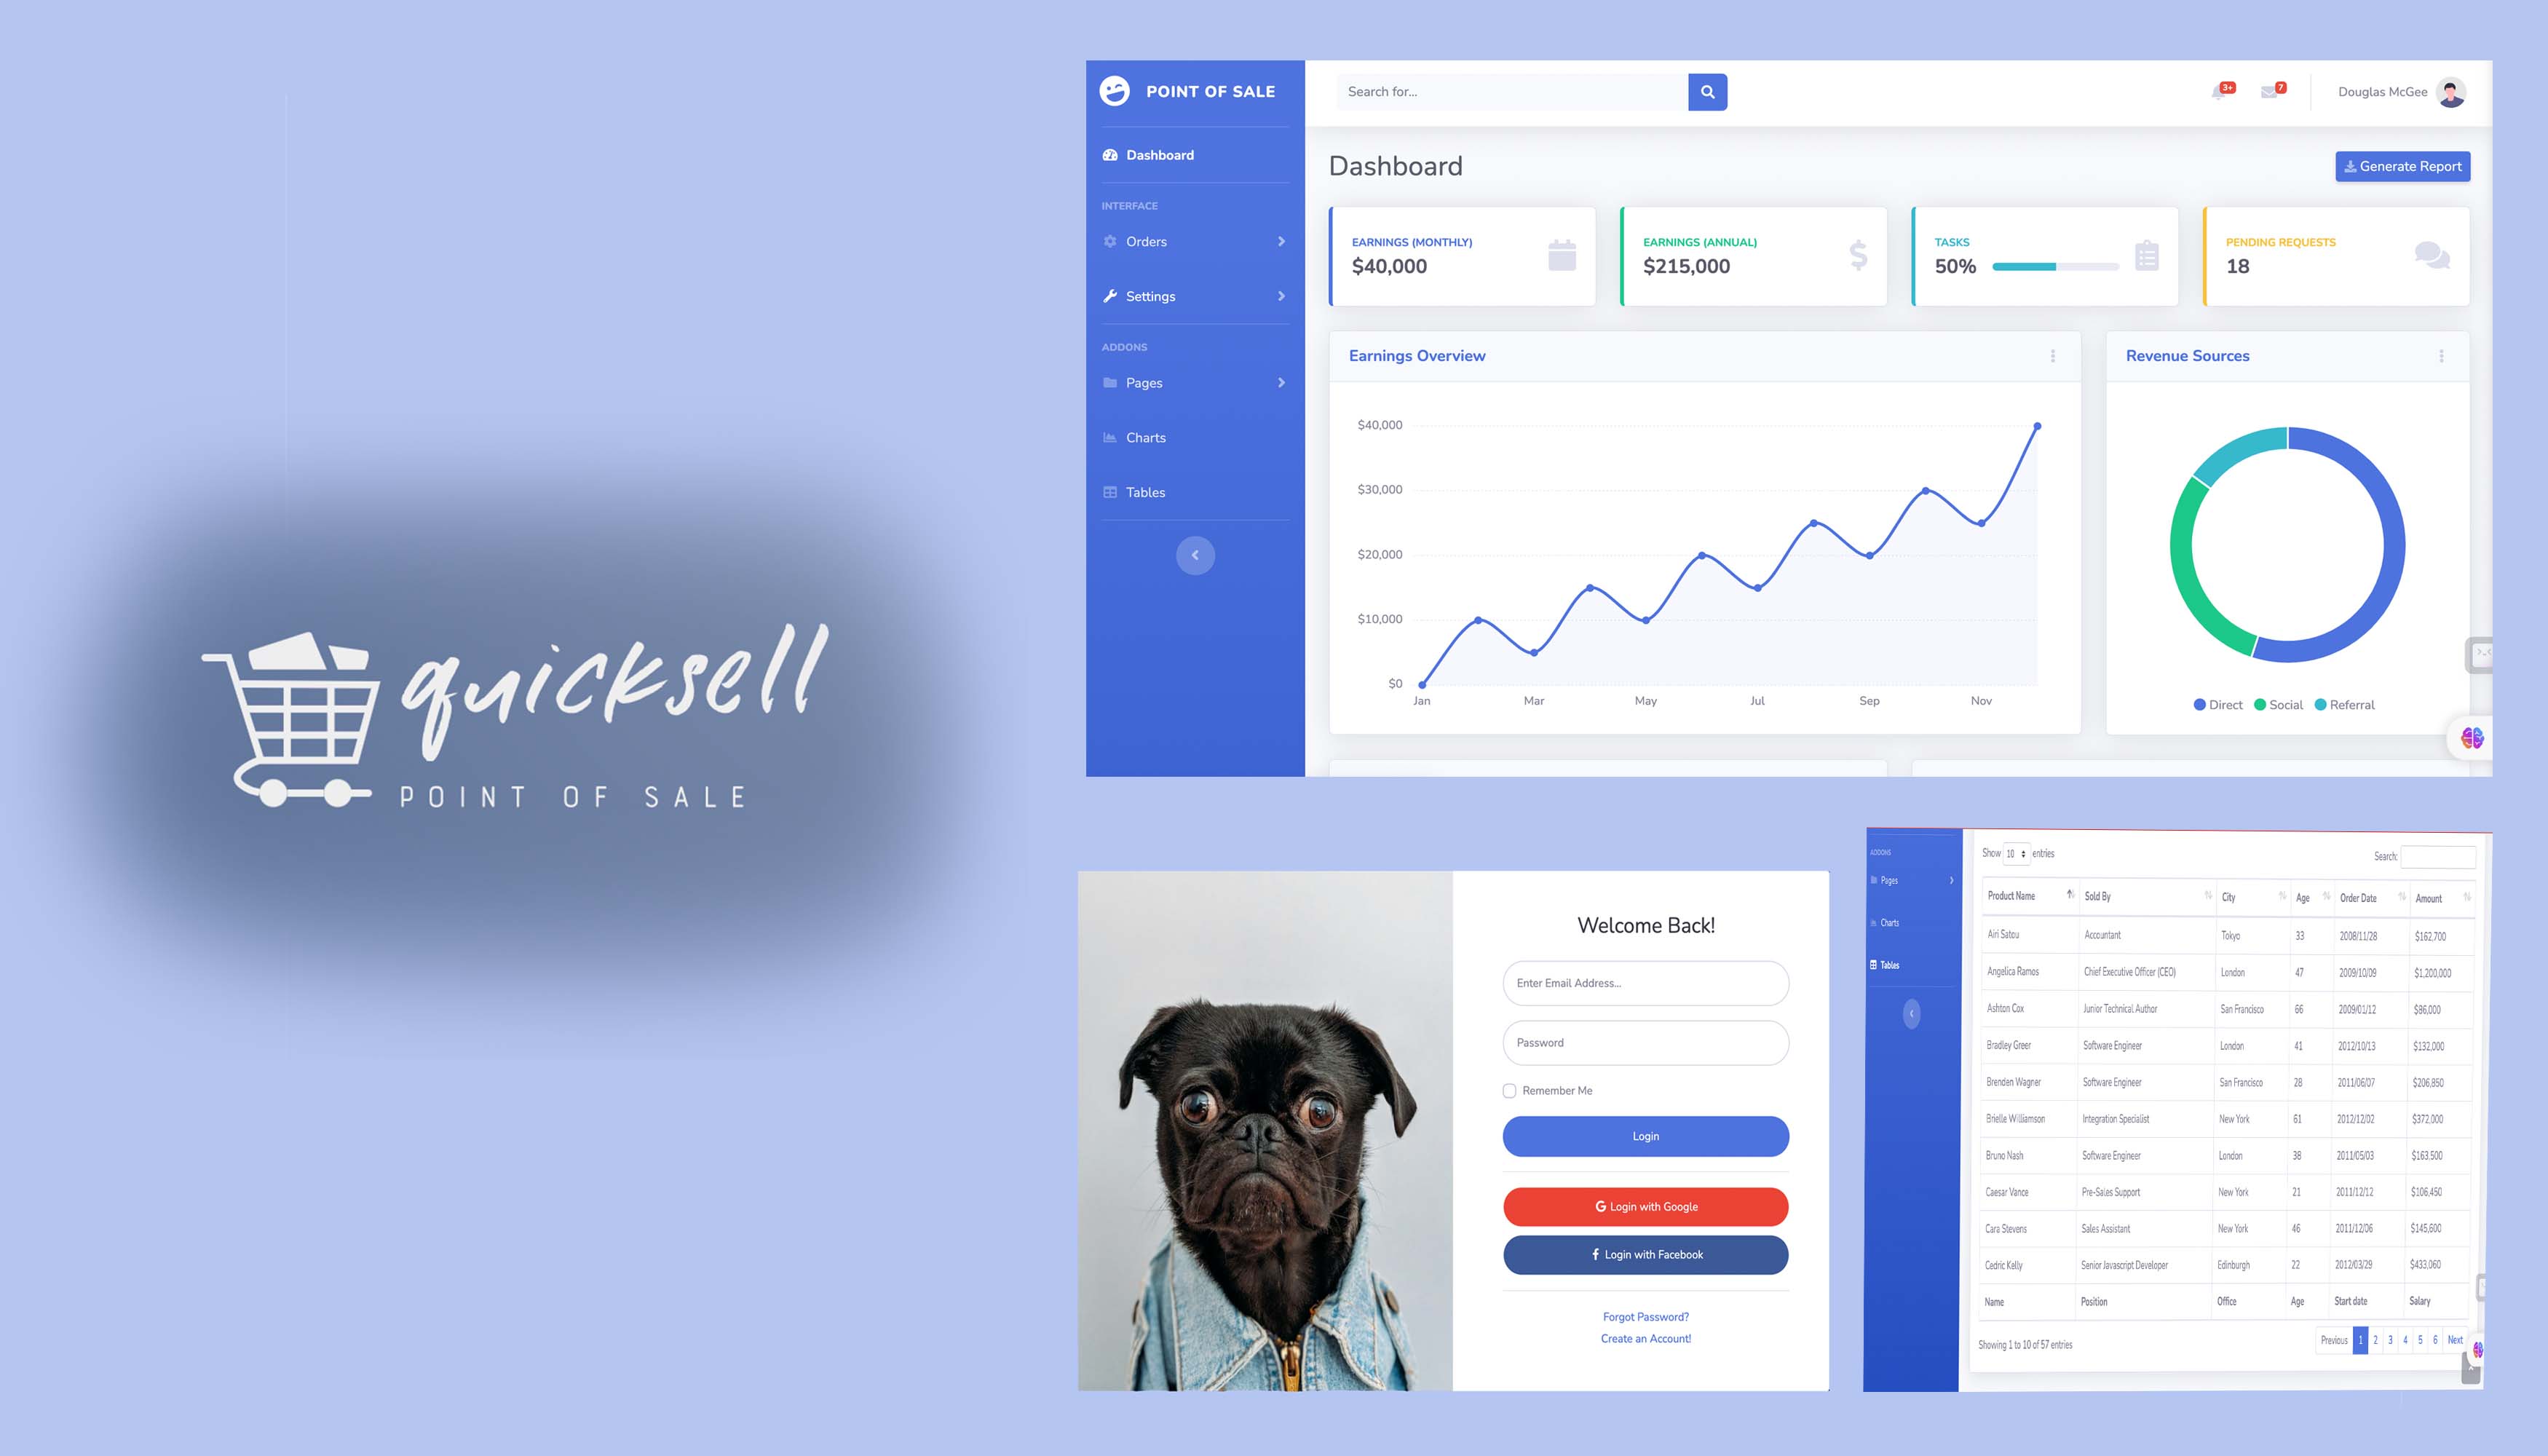 quicksell
POINT OF SALE
POINT OF SALE
Search for...
3+
7
Douglas McGee
Dashboard
INTERFACE
Orders
Settings
ADDONS
Pages
Charts
Tables
Dashboard
Generate Report
EARNINGS (MONTHLY)
$40,000
EARNINGS (ANNUAL)
$215,000
TASKS
50%
PENDING REQUESTS
18
Earnings Overview
$40,000
$30,000
$20,000
$10,000
$0
Jan Mar May Jul Sep Nov
Revenue Sources
Direct Social Referral
Welcome Back!
Enter Email Address...
Password
Remember Me
Login
G Login with Google
f Login with Facebook
Forgot Password?
Create an Account!
ADDONS
Pages
Charts
Tables
Show 10 entries
Search:
Product Name Sold By City Age Order Date Amount
Airi Satou Accountant Tokyo 33 2008/11/28 $162,700
Angelica Ramos Chief Executive Officer (CEO) London 47 2009/10/09 $1,200,000
Ashton Cox Junior Technical Author San Francisco 66 2009/01/12 $86,000
Bradley Greer Software Engineer London 41 2012/10/13 $132,000
Brenden Wagner Software Engineer San Francisco 28 2011/06/07 $206,850
Brielle Williamson Integration Specialist New York 61 2012/12/02 $372,000
Bruno Nash Software Engineer London 38 2011/05/03 $163,500
Caesar Vance Pre-Sales Support New York 21 2011/12/12 $106,450
Cara Stevens Sales Assistant New York 46 2011/12/06 $145,600
Cedric Kelly Senior Javascript Developer Edinburgh 22 2012/03/29 $433,060
Name Position Office Age Start date Salary
Showing 1 to 10 of 57 entries
Previous 1 2 3 4 5 6 Next